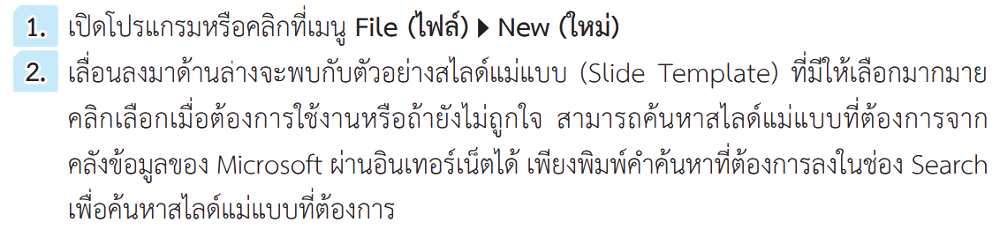 1. เปิดโปรแกรมหรือคลิกที่เมนู File (ไฟล์) ▶ New (ใหม่)
2. เลื่อนลงมาด้านล่างจะพบกับตัวอย่างสไลด์แม่แบบ (Slide Template) ที่มีให้เลือกมากมาย
คลิกเลือกเมื่อต้องการใช้งานหรือถ้ายังไม่ถูกใจ สามารถค้นหาสไลด์แม่แบบที่ต้องการจาก
คลังข้อมูลของ Microsoft ผ่านอินเทอร์เน็ตได้ เพียงพิมพ์คำค้นหาที่ต้องการลงในช่อง Search
เพื่อค้นหาสไลด์แม่แบบที่ต้องการ